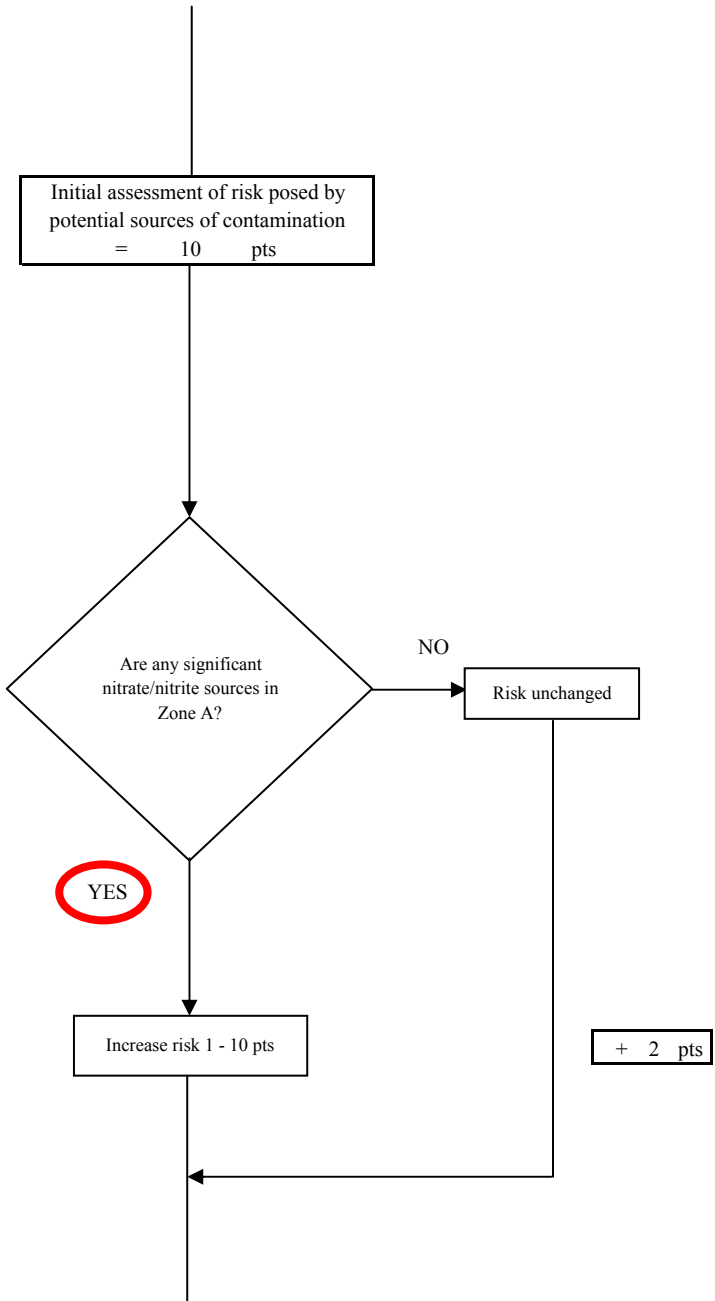 Initial assessment of risk posed by
potential sources of contamination
= 10 pts
Are any significant
nitrate/nitrite sources in
Zone A?
NO
Risk unchanged
YES
Increase risk 1 - 10 pts
+ 2 pts